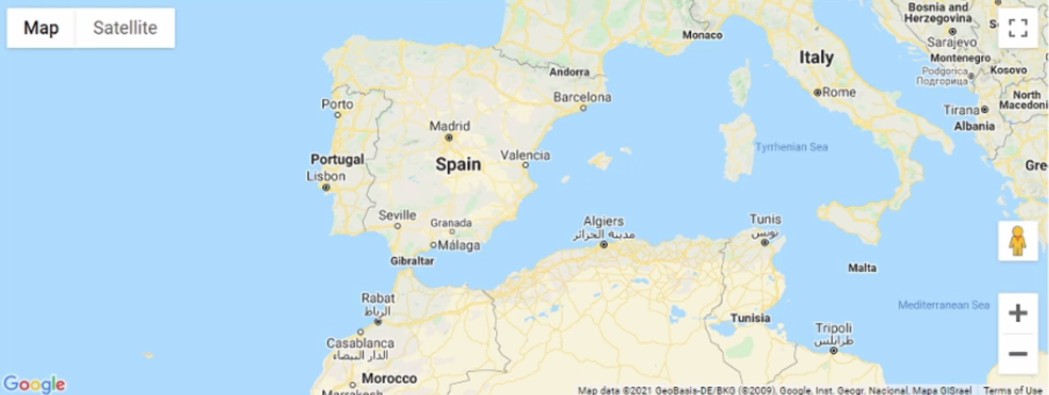 Map
Satellite
Monaco
Bosnia and
Herzegovina
Sarajevo
Italy
Montenegro
Podgorica
Подгорица
Kosovo
Andorra
Barcelona
Rome
North
Macedoni
Porto
Tirana
Albania
Madrid
Spain
Valencia
Tyrrhenian Sea
Portugal
Lisbon
Gre
Seville
Granada
Málaga
Gibraltar
Algiers
مدينة الجزائر
Tunis
تونس
Malta
Mediterranean Sea
Rabat
الرباط
Tunisia
Tripoli
طرابلس
Casablanca
الدار البيضاء
Morocco
Marrakesh
Google
Map data ©2021 GeoBasis-DE/BKG (©2009), Google, Inst. Geogr. Nacional, Mapa GISrael
Terms of Use